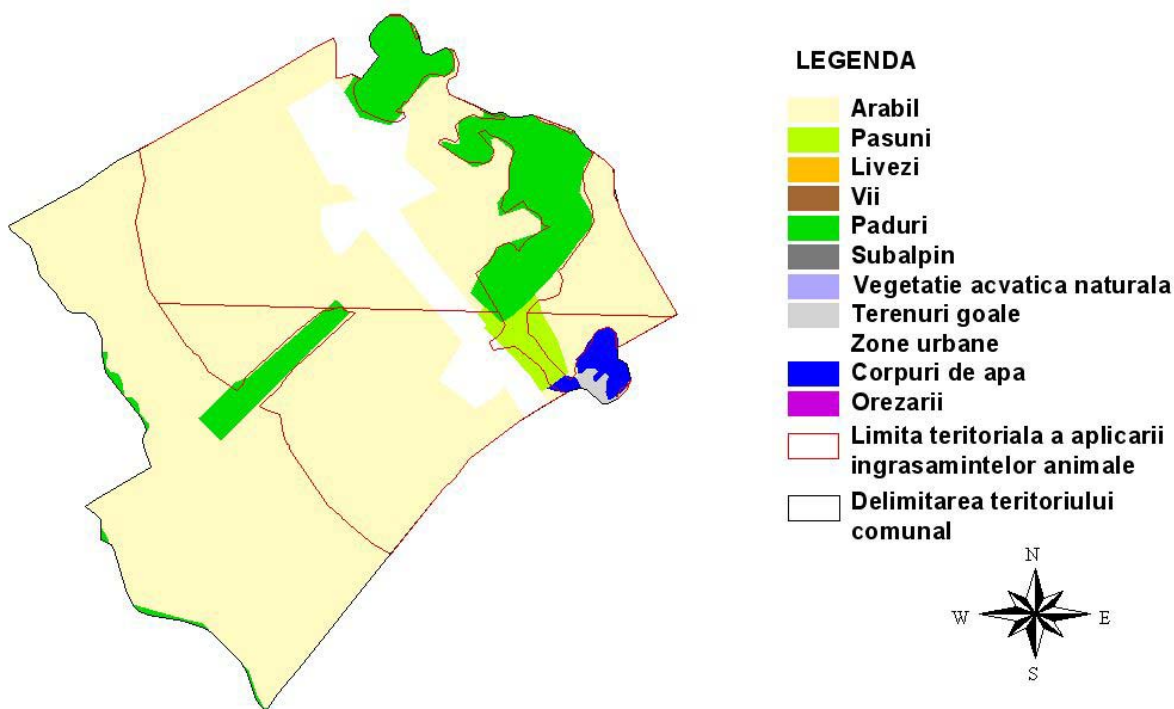 LEGENDA
Arabil
Pasuni
Livezi
Vii
Paduri
Subalpin
Vegetatie acvatica naturala
Terenuri goale
Zone urbane
Corpuri de apa
Orezarii
Limita teritoriala a aplicarii
ingrasamintelor animale
Delimitarea teritoriului
comunal
N
W E
S